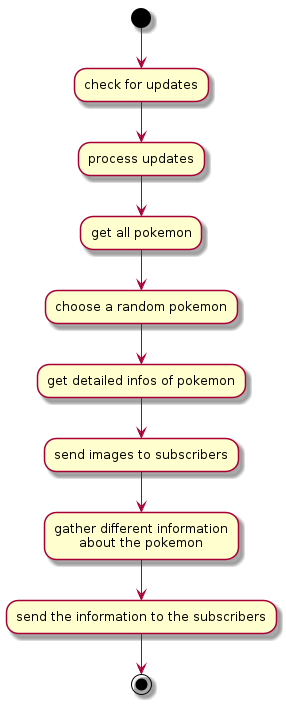 check for updates
process updates
get all pokemon
choose a random pokemon
get detailed infos of pokemon
send images to subscribers
gather different information
about the pokemon
send the information to the subscribers